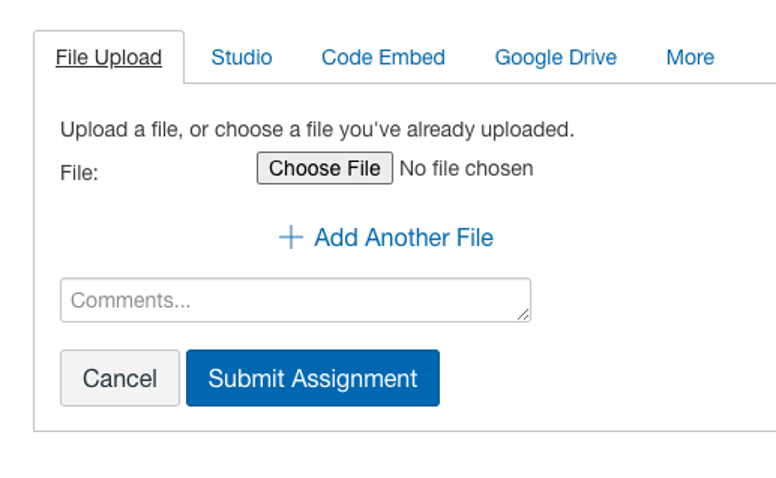 File Upload Studio Code Embed Google Drive More
Upload a file, or choose a file you've already uploaded.
File: Choose File No file chosen
Add Another File
Comments...
Cancel Submit Assignment